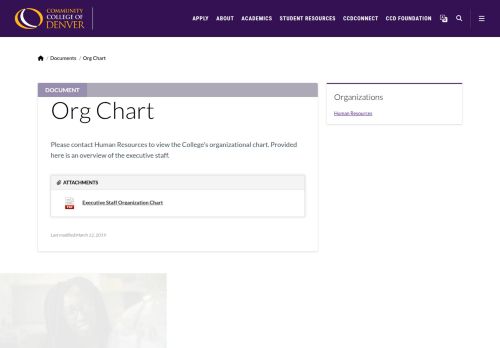 COMMUNITY
COLLEGE OF
DENVER
APPLY ABOUT ACADEMICS STUDENT RESOURCES CCDCONNECT CCD FOUNDATION
/ Documents / Org Chart
DOCUMENT
Org Chart
Please contact Human Resources to view the College's organizational chart. Provided
here is an overview of the executive staff.
ATTACHMENTS
PDF
Executive Staff Organization Chart
Last modified March 22, 2019
Organizations
Human Resources